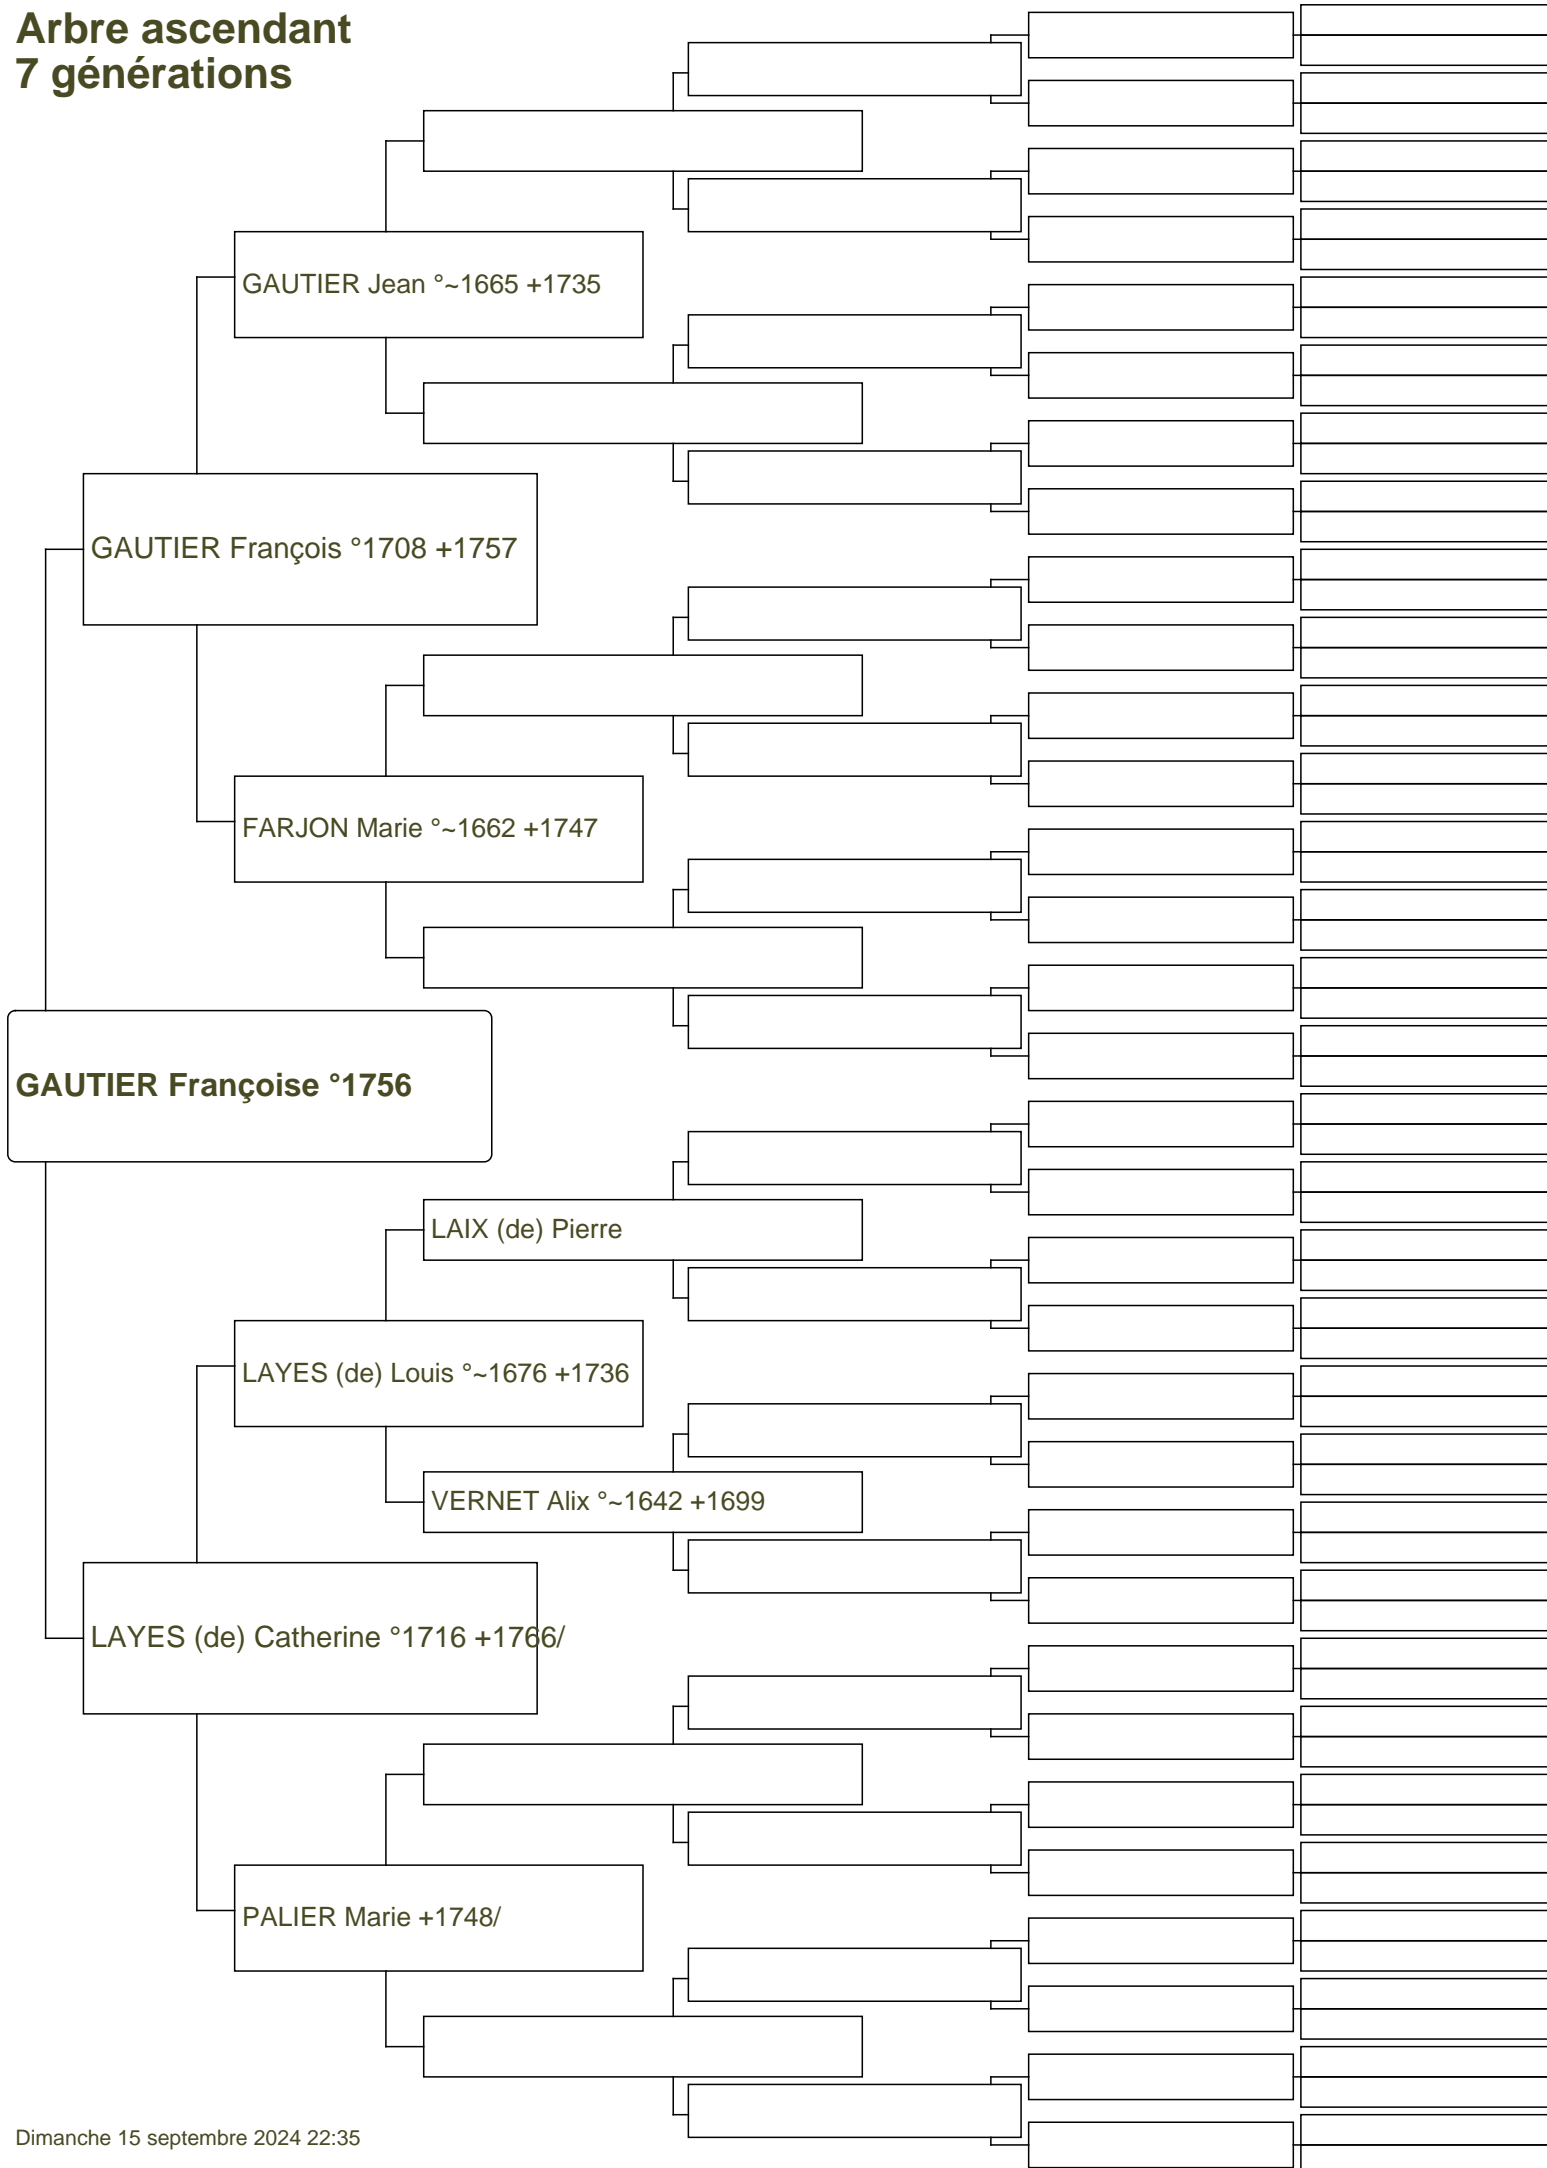 Arbre ascendant
7 générations
GAUTIER Jean °~1665 +1735
GAUTIER François °1708 +1757
FARJON Marie °~1662 +1747
GAUTIER Françoise °1756
LAIX (de) Pierre
LAYES (de) Louis °~1676 +1736
VERNET Alix °~1642 +1699
LAYES (de) Catherine °1716 +1766/
PALIER Marie +1748/
Dimanche 15 septembre 2024 22:35